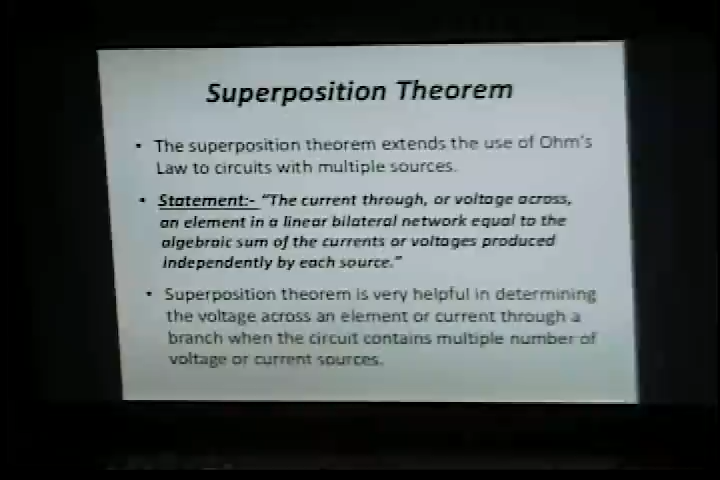 Superposition Theorem
• The superposition theorem extends the use of Ohm's
Law to circuits with multiple sources.
• Statement:- "The current through, or voltage across,
an element in a linear bilateral network equal to the
algebraic sum of the currents or voltages produced
independently by each source."
• Superposition theorem is very helpful in determining
the voltage across an element or current through a
branch when the circuit contains multiple number of
voltage or current sources.